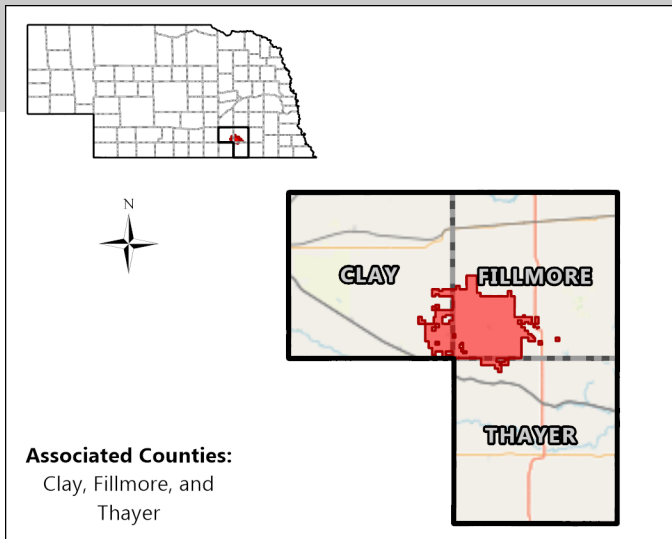 N
CLAY
FILLMORE
THAYER
Associated Counties:
Clay, Fillmore, and
Thayer